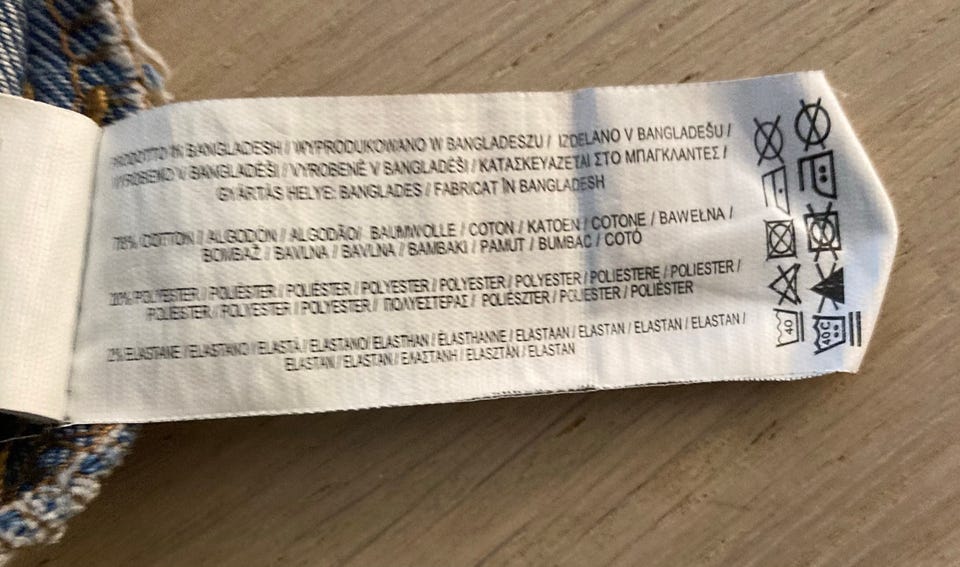 PRODOTTO IN BANGLADESH / WYPRODUKOWANO W BANGLADESZU / IZDELANO V BANGLADEŠU /
VYROBENO V BANGLADÉŠI / VYROBENÉ V BANGLADÉŠI / ΚΑΤΑΣΚΕΥΑΖΕΤΑΙ ΣΤΟ ΜΠΑΓΚΛΑΝΤΕΣ /
GYÁRTÁS HELYE: BANGLADES / FABRICAT ÎN BANGLADESH
78% COTTON / ALGODÓN / ALGODÃO/ BAUMWOLLE / COTON / KATOEN / COTONE / BAWEŁNA /
BOMBAŽ / BAVLNA / BAVLNA / BAMBAKI / PAMUT / BUMBAC / COTÓ
20% POLYESTER / POLIÉSTER / POLIÉSTER / POLYESTER / POLYESTER / POLYESTER / POLIESTERE / POLIESTER /
POLIESTER / POLYESTER / POLYESTER / ΠΟΛΥΕΣΤΕΡΑΣ / POLIÉSZTER / POLIESTER / POLIÈSTER
2% ELASTANE / ELASTANO / ELASTANO/ ELASTHAN / ÉLASTHANNE / ELASTAAN / ELASTAN / ELASTAN / ELASTAN /
ELASTAN / ELASTAN / ΕΛΑΣΤΑΝΗ / ELASZTÁN / ELASTAN
40
40 C